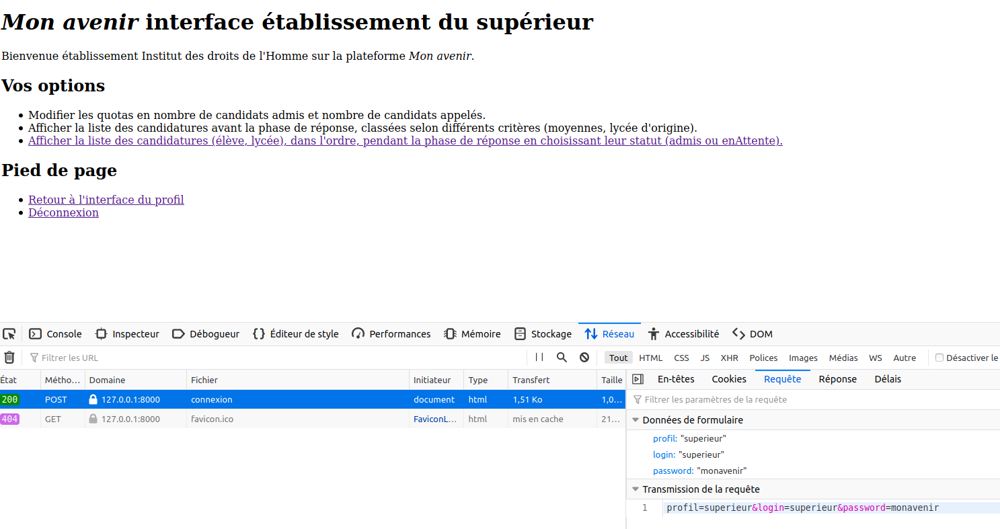 Mon avenir interface établissement du supérieur
Bienvenue établissement Institut des droits de l'Homme sur la plateforme Mon avenir.
Vos options
Modifier les quotas en nombre de candidats admis et nombre de candidats appelés.
Afficher la liste des candidatures avant la phase de réponse, classées selon différents critères (moyennes, lycée d'origine).
Afficher la liste des candidatures (élève, lycée), dans l'ordre, pendant la phase de réponse en choisissant leur statut (admis ou enAttente).
Pied de page
Retour à l'interface du profil
Déconnexion
Console Inspecteur Débogueur Éditeur de style Performances Mémoire Stockage Réseau Accessibilité DOM
Filtrer les URL Tout HTML CSS JS XHR Polices Images Médias WS Autre Désactiver le
État Métho… Domaine Fichier Initiateur Type Transfert Taille
200 POST 127.0.0.1:8000 connexion document html 1,51 Ko 1,0…
404 GET 127.0.0.1:8000 favicon.ico FaviconL… html mis en cache 21…
En-têtes Cookies Requête Réponse Délais
Filtrer les paramètres de la requête
Données de formulaire
profil: "superieur"
login: "superieur"
password: "monavenir"
Transmission de la requête
1 profil=superieur&login=superieur&password=monavenir